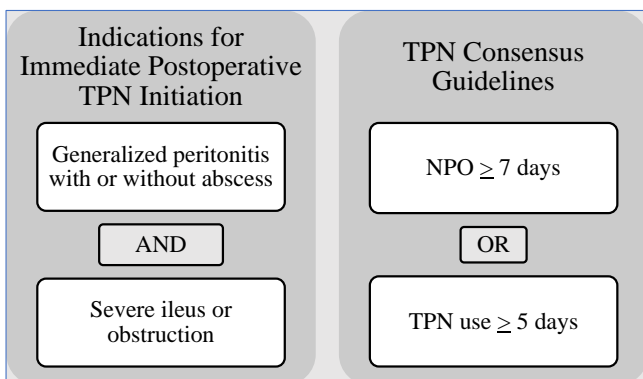 Indications for
Immediate Postoperative
TPN Initiation
Generalized peritonitis
with or without abscess
AND
Severe ileus or
obstruction
TPN Consensus
Guidelines
NPO ≥ 7 days
OR
TPN use ≥ 5 days